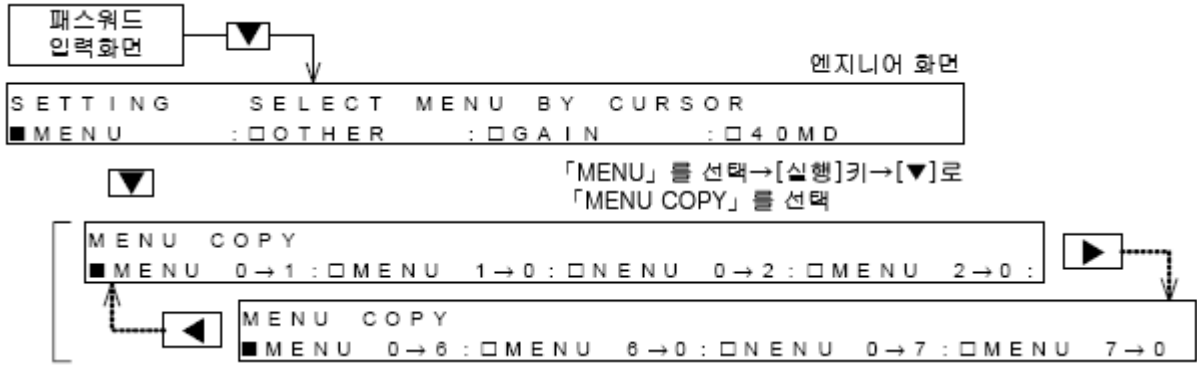 패스워드
입력화면
▼
엔지니어 화면
SETTING SELECT MENU BY CURSOR
■MENU :□OTHER :□GAIN :□40MD
▼
「MENU」를 선택→[실행]키→[▼]로
「MENU COPY」를 선택
MENU COPY
■MENU 0→1:□MENU 1→0:□NENU 0→2:□MENU 2→0:
▶
◀
MENU COPY
■MENU 0→6:□MENU 6→0:□NENU 0→7:□MENU 7→0